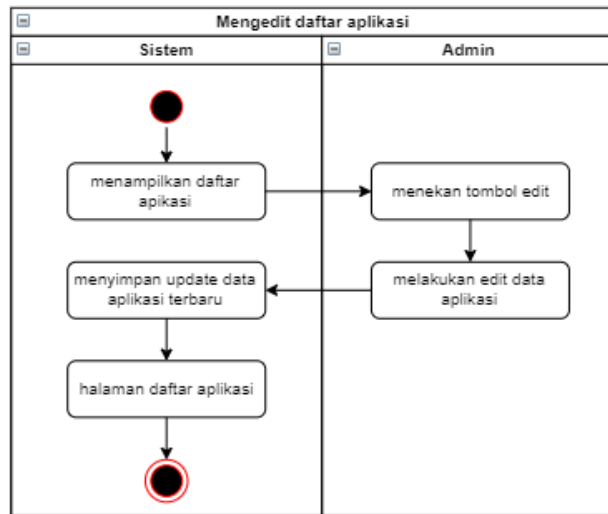 Mengedit daftar aplikasi
Sistem
Admin
menampilkan daftar
apikasi
menekan tombol edit
melakukan edit data
aplikasi
menyimpan update data
aplikasi terbaru
halaman daftar aplikasi